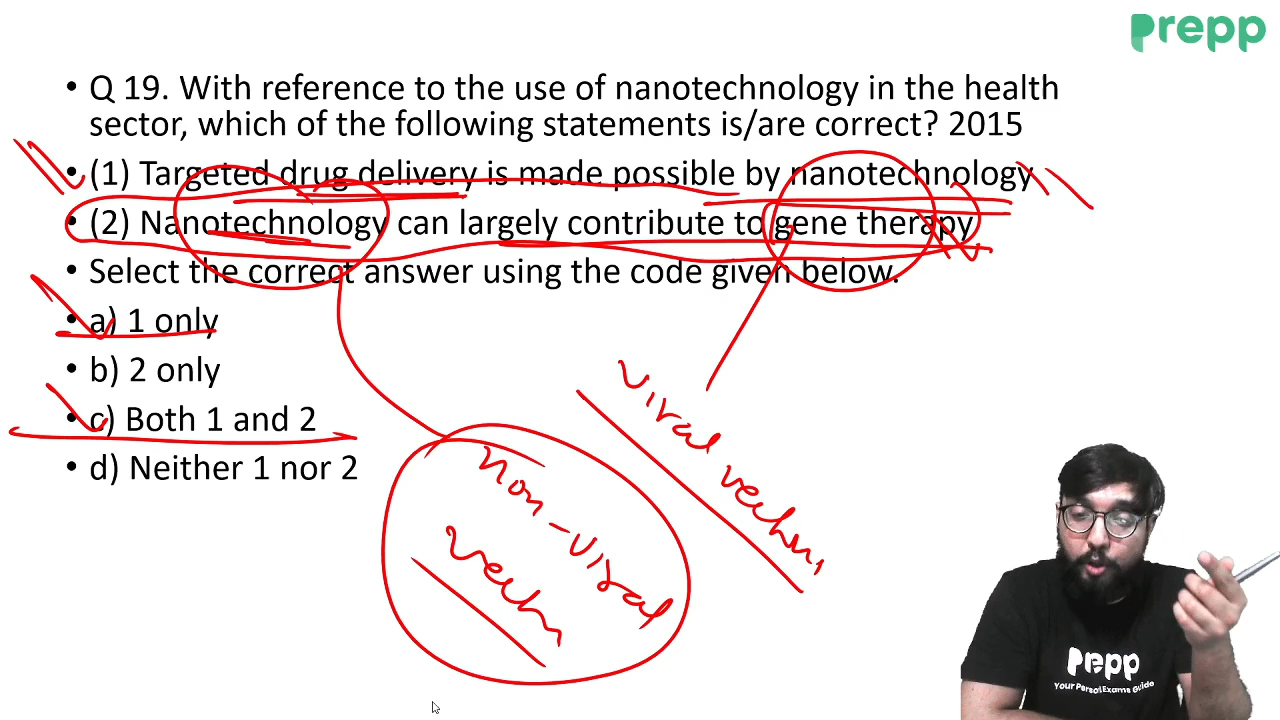 Prepp
• Q 19. With reference to the use of nanotechnology in the health
sector, which of the following statements is/are correct? 2015
• (1) Targeted drug delivery is made possible by nanotechnology
• (2) Nanotechnology can largely contribute to gene therapy
• Select the correct answer using the code given below.
• a) 1 only
• b) 2 only
• c) Both 1 and 2
• d) Neither 1 nor 2
viral
non-viral
Prepp
Your Personal Exams Guide